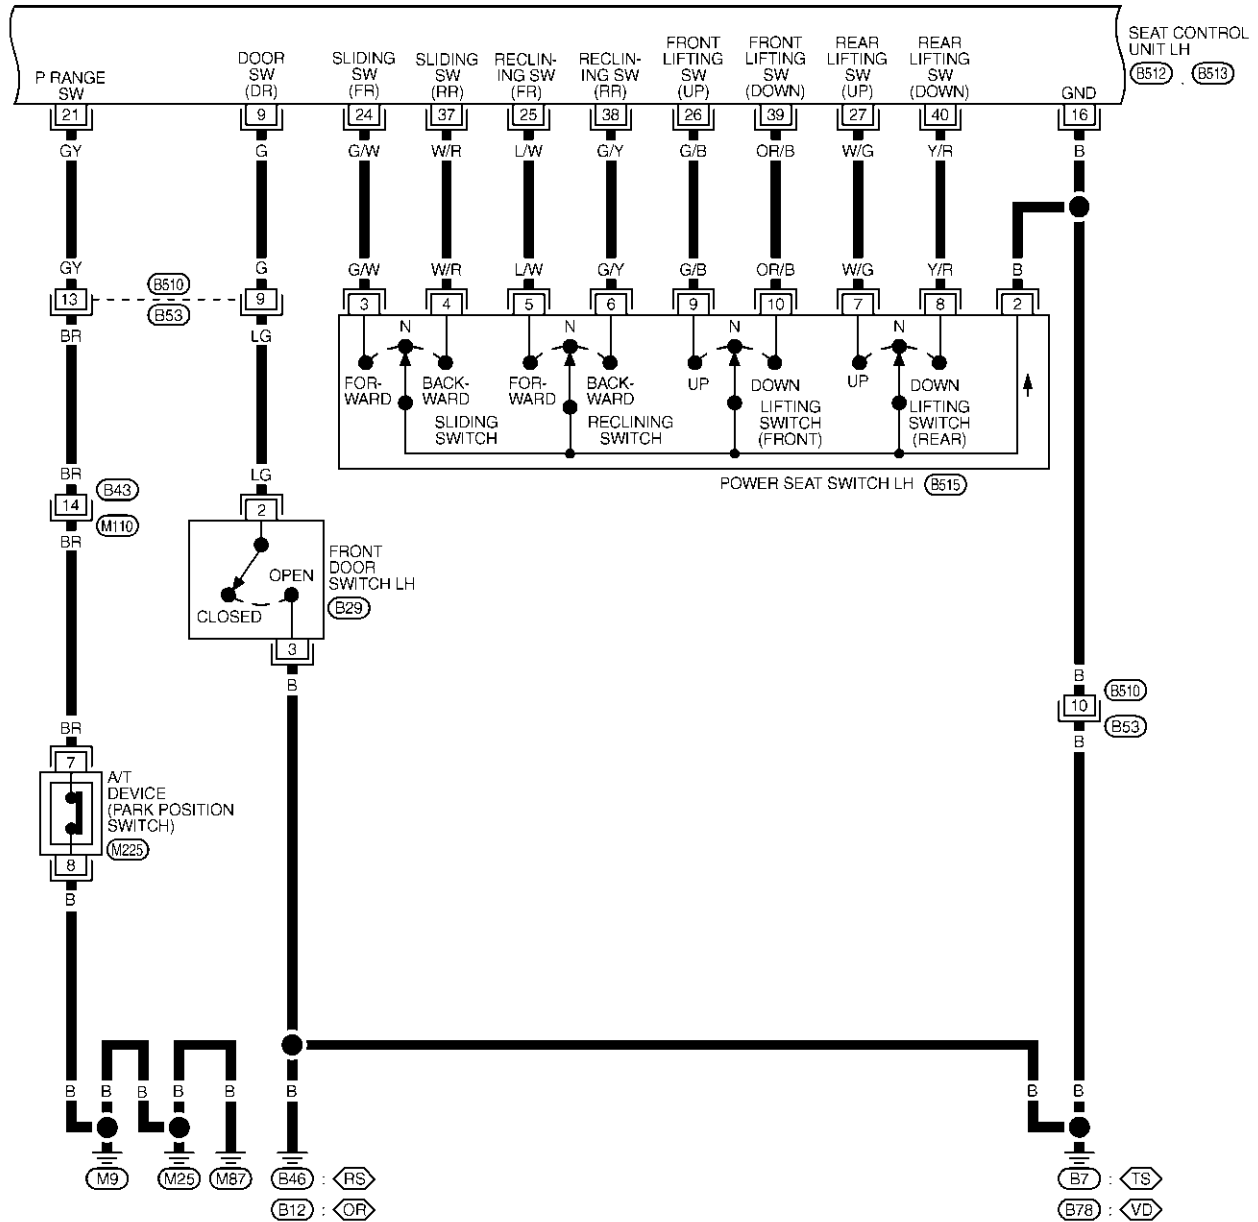 SEAT CONTROL
UNIT LH
B512 , B513
P RANGE
SW
DOOR
SW
(DR)
SLIDING
SW
(FR)
SLIDING
SW
(RR)
RECLIN-
ING SW
(FR)
RECLIN-
ING SW
(RR)
FRONT
LIFTING
SW
(UP)
FRONT
LIFTING
SW
(DOWN)
REAR
LIFTING
SW
(UP)
REAR
LIFTING
SW
(DOWN)
GND
21 9 24 37 25 38 26 39 27 40 16
GY G G/W W/R L/W G/Y G/B OR/B W/G Y/R B
GY G G/W W/R L/W G/Y G/B OR/B W/G Y/R B
13 B510 9 3 4 5 6 9 10 7 8 2
B53
BR LG
N N N N
FOR-
WARD
BACK-
WARD
SLIDING
SWITCH
FOR-
WARD
BACK-
WARD
RECLINING
SWITCH
UP DOWN
LIFTING
SWITCH
(FRONT)
UP DOWN
LIFTING
SWITCH
(REAR)
POWER SEAT SWITCH LH B515
BR LG
14 B43
M110
BR
2
OPEN
CLOSED
FRONT
DOOR
SWITCH LH
B29
3
B
B
10 B510
B53
B
BR
7
A/T
DEVICE
(PARK POSITION
SWITCH)
M225
8
B
B B B B B B B B
M9 M25 M87 B46 : RS B7 : TS
B12 : OR B78 : VD